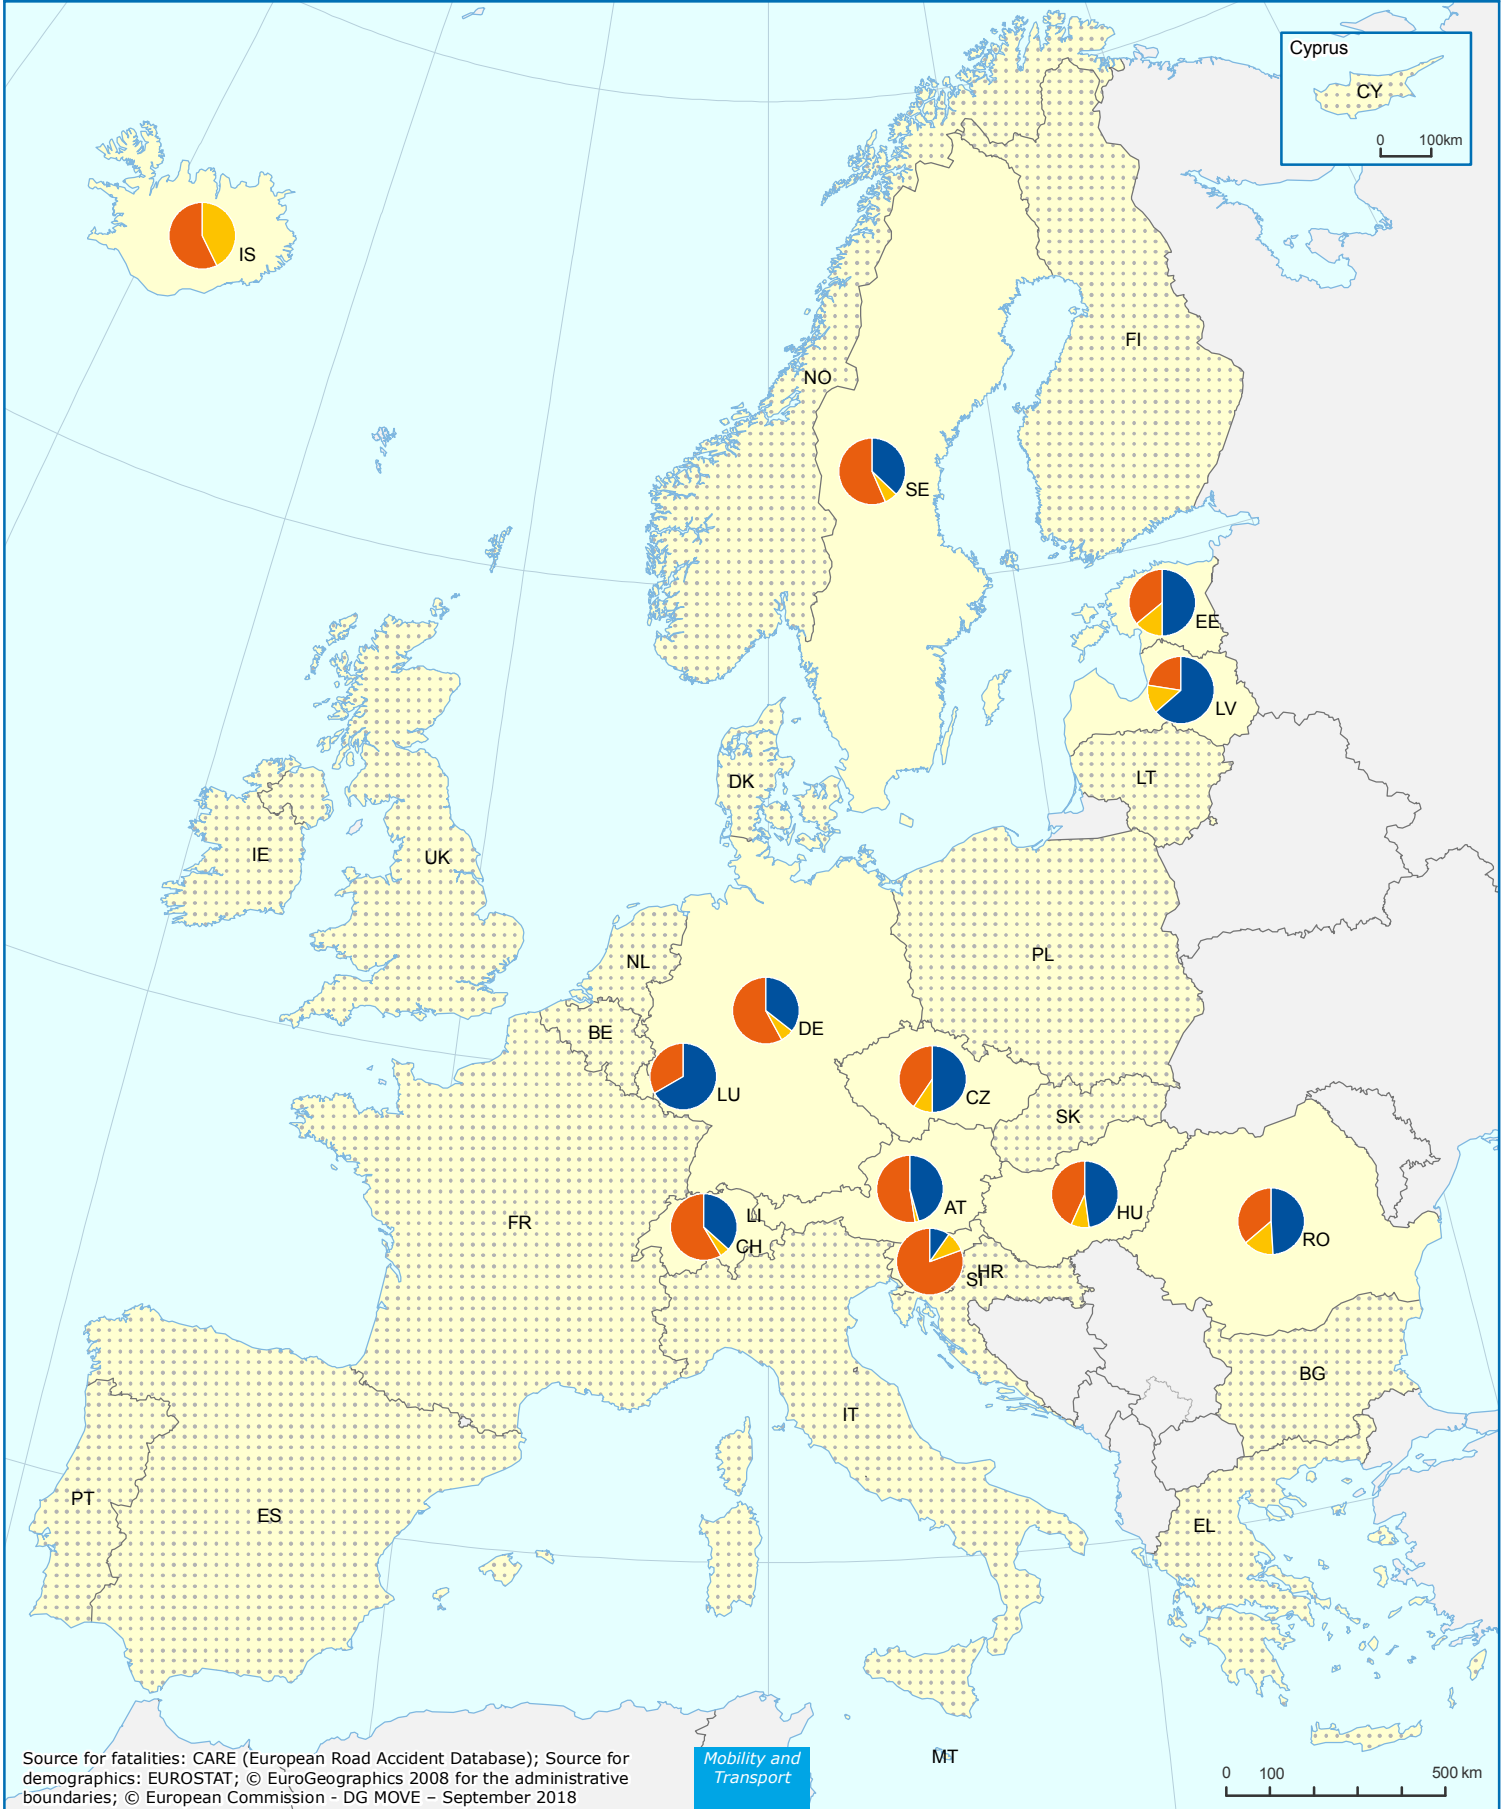 Cyprus
CY
0 100km
IS
FI
NO
SE
EE
LV
LT
DK
IE
UK
NL
PL
BE
DE
LU
CZ
SK
AT
HU
LI
CH
FR
RO
SI
HR
BG
IT
PT
ES
EL
MT
Source for fatalities: CARE (European Road Accident Database); Source for
demographics: EUROSTAT; © EuroGeographics 2008 for the administrative
boundaries; © European Commission - DG MOVE – September 2018
Mobility and
Transport
0 100 500 km